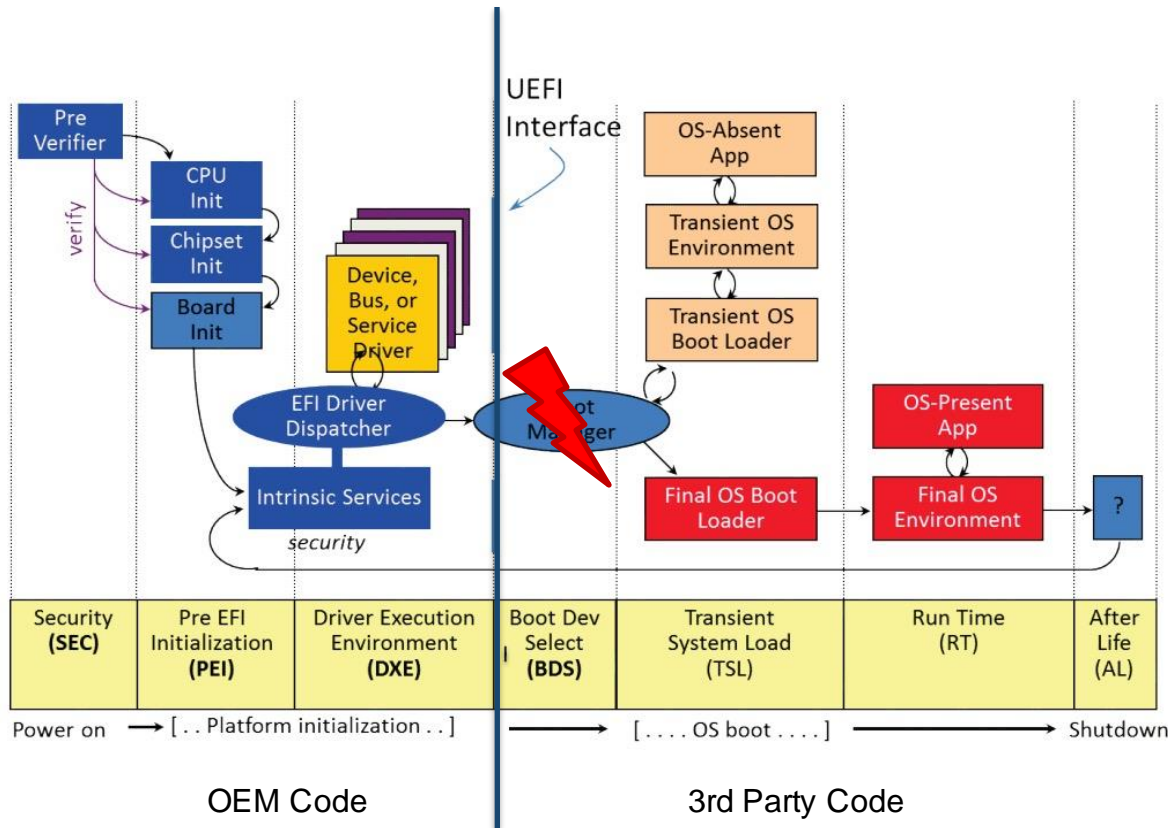 Pre
Verifier
verify
CPU
Init
Chipset
Init
Board
Init
Device,
Bus, or
Service
Driver
EFI Driver
Dispatcher
Intrinsic Services
security
UEFI
Interface
OS-Absent
App
Transient OS
Environment
Transient OS
Boot Loader
Final OS Boot
Loader
OS-Present
App
Final OS
Environment
?
Security
(SEC)
Pre EFI
Initialization
(PEI)
Driver Execution
Environment
(DXE)
Boot Dev
Select
(BDS)
Transient
System Load
(TSL)
Run Time
(RT)
After
Life
(AL)
Power on
[ . . Platform initialization . . ]
[ . . . . OS boot . . . . ]
Shutdown
OEM Code
3rd Party Code